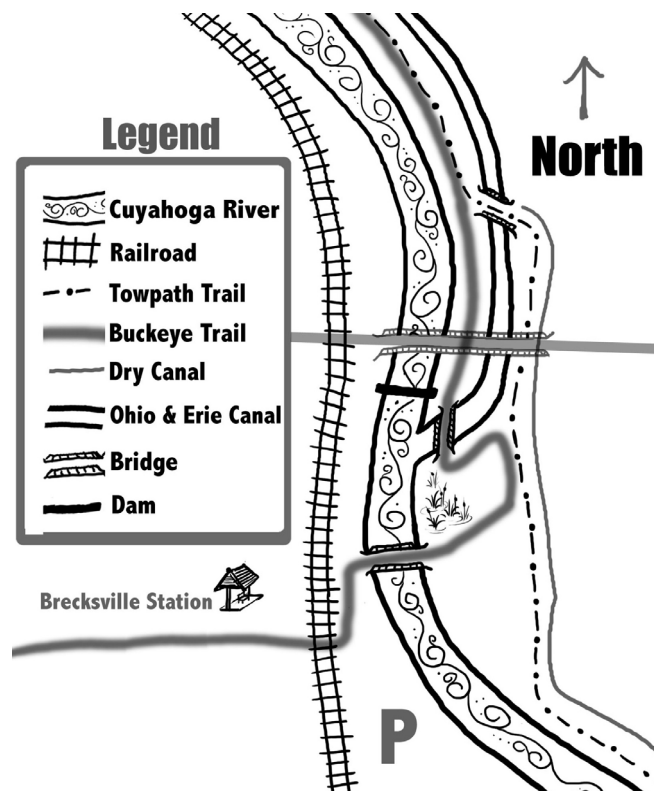 Legend
North
Cuyahoga River
Railroad
Towpath Trail
Buckeye Trail
Dry Canal
Ohio & Erie Canal
Bridge
Dam
Brecksville Station
P